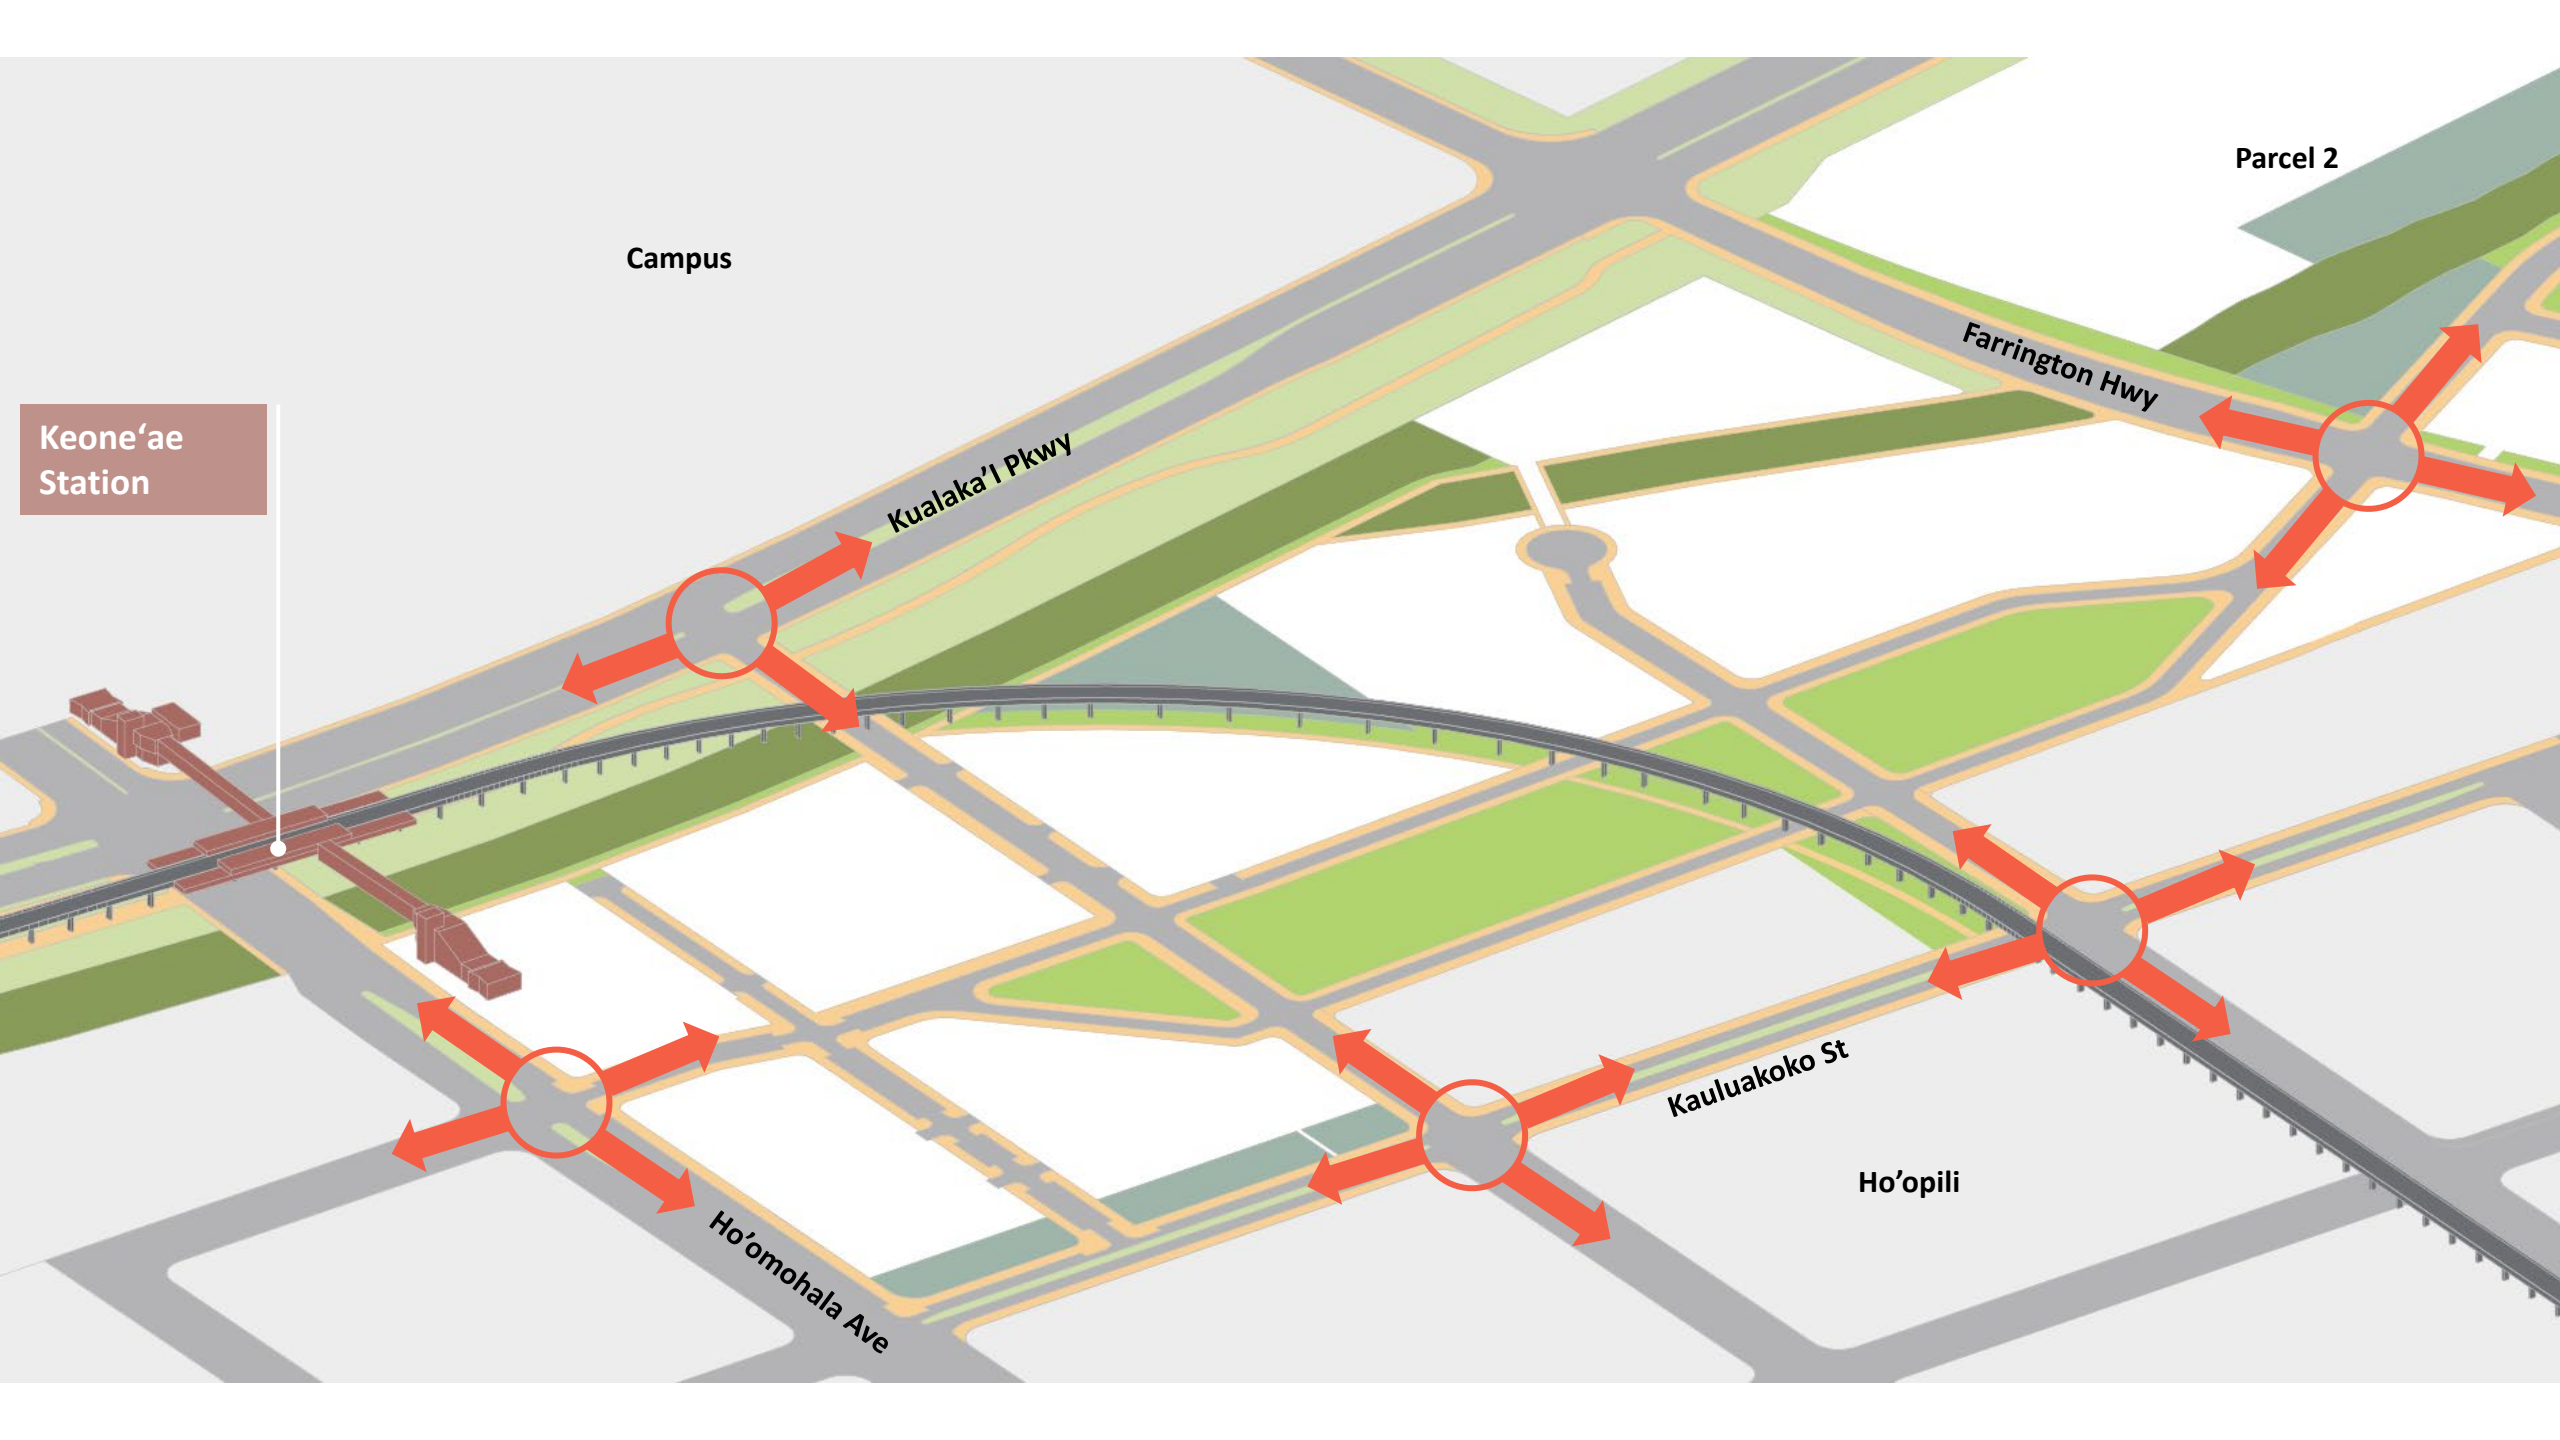 Parcel 2
Campus
Farrington Hwy
Keone‘ae
Station
Kualaka’I Pkwy
Kauluakoko St
Ho’opili
Ho’omohala Ave